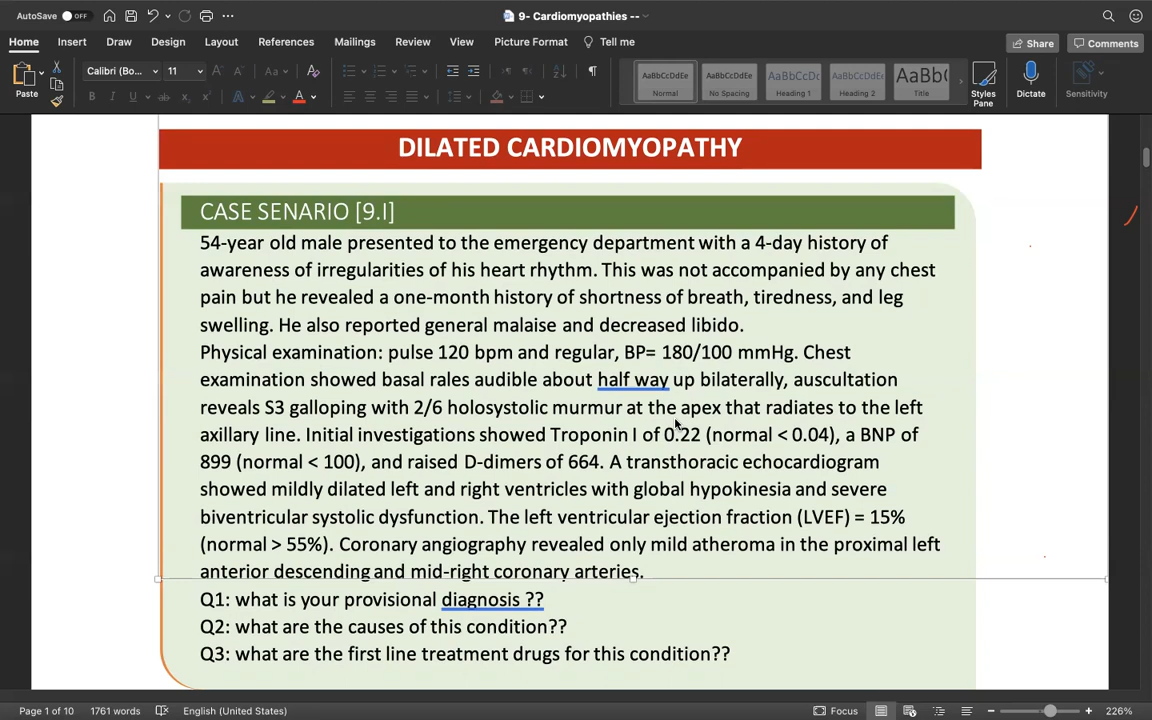 AutoSave OFF 9- Cardiomyopathies --
Home Insert Draw Design Layout References Mailings Review View Picture Format Tell me Share Comments
Paste Calibri (Bo... 11 A A Aa A AaBbCcDdEe AaBbCcDdEe AaBbCcDc AaBbCcDdEe AaBb( Styles Pane Dictate Sensitivity
B I U ab X A A Normal No Spacing Heading 1 Heading 2 Title
DILATED CARDIOMYOPATHY
CASE SENARIO [9.I]
54-year old male presented to the emergency department with a 4-day history of
awareness of irregularities of his heart rhythm. This was not accompanied by any chest
pain but he revealed a one-month history of shortness of breath, tiredness, and leg
swelling. He also reported general malaise and decreased libido.
Physical examination: pulse 120 bpm and regular, BP= 180/100 mmHg. Chest
examination showed basal rales audible about half way up bilaterally, auscultation
reveals S3 galloping with 2/6 holosystolic murmur at the apex that radiates to the left
axillary line. Initial investigations showed Troponin I of 0.22 (normal < 0.04), a BNP of
899 (normal < 100), and raised D-dimers of 664. A transthoracic echocardiogram
showed mildly dilated left and right ventricles with global hypokinesia and severe
biventricular systolic dysfunction. The left ventricular ejection fraction (LVEF) = 15%
(normal > 55%). Coronary angiography revealed only mild atheroma in the proximal left
anterior descending and mid-right coronary arteries.
Q1: what is your provisional diagnosis ??
Q2: what are the causes of this condition??
Q3: what are the first line treatment drugs for this condition??
Page 1 of 10 1761 words English (United States) Focus 226%